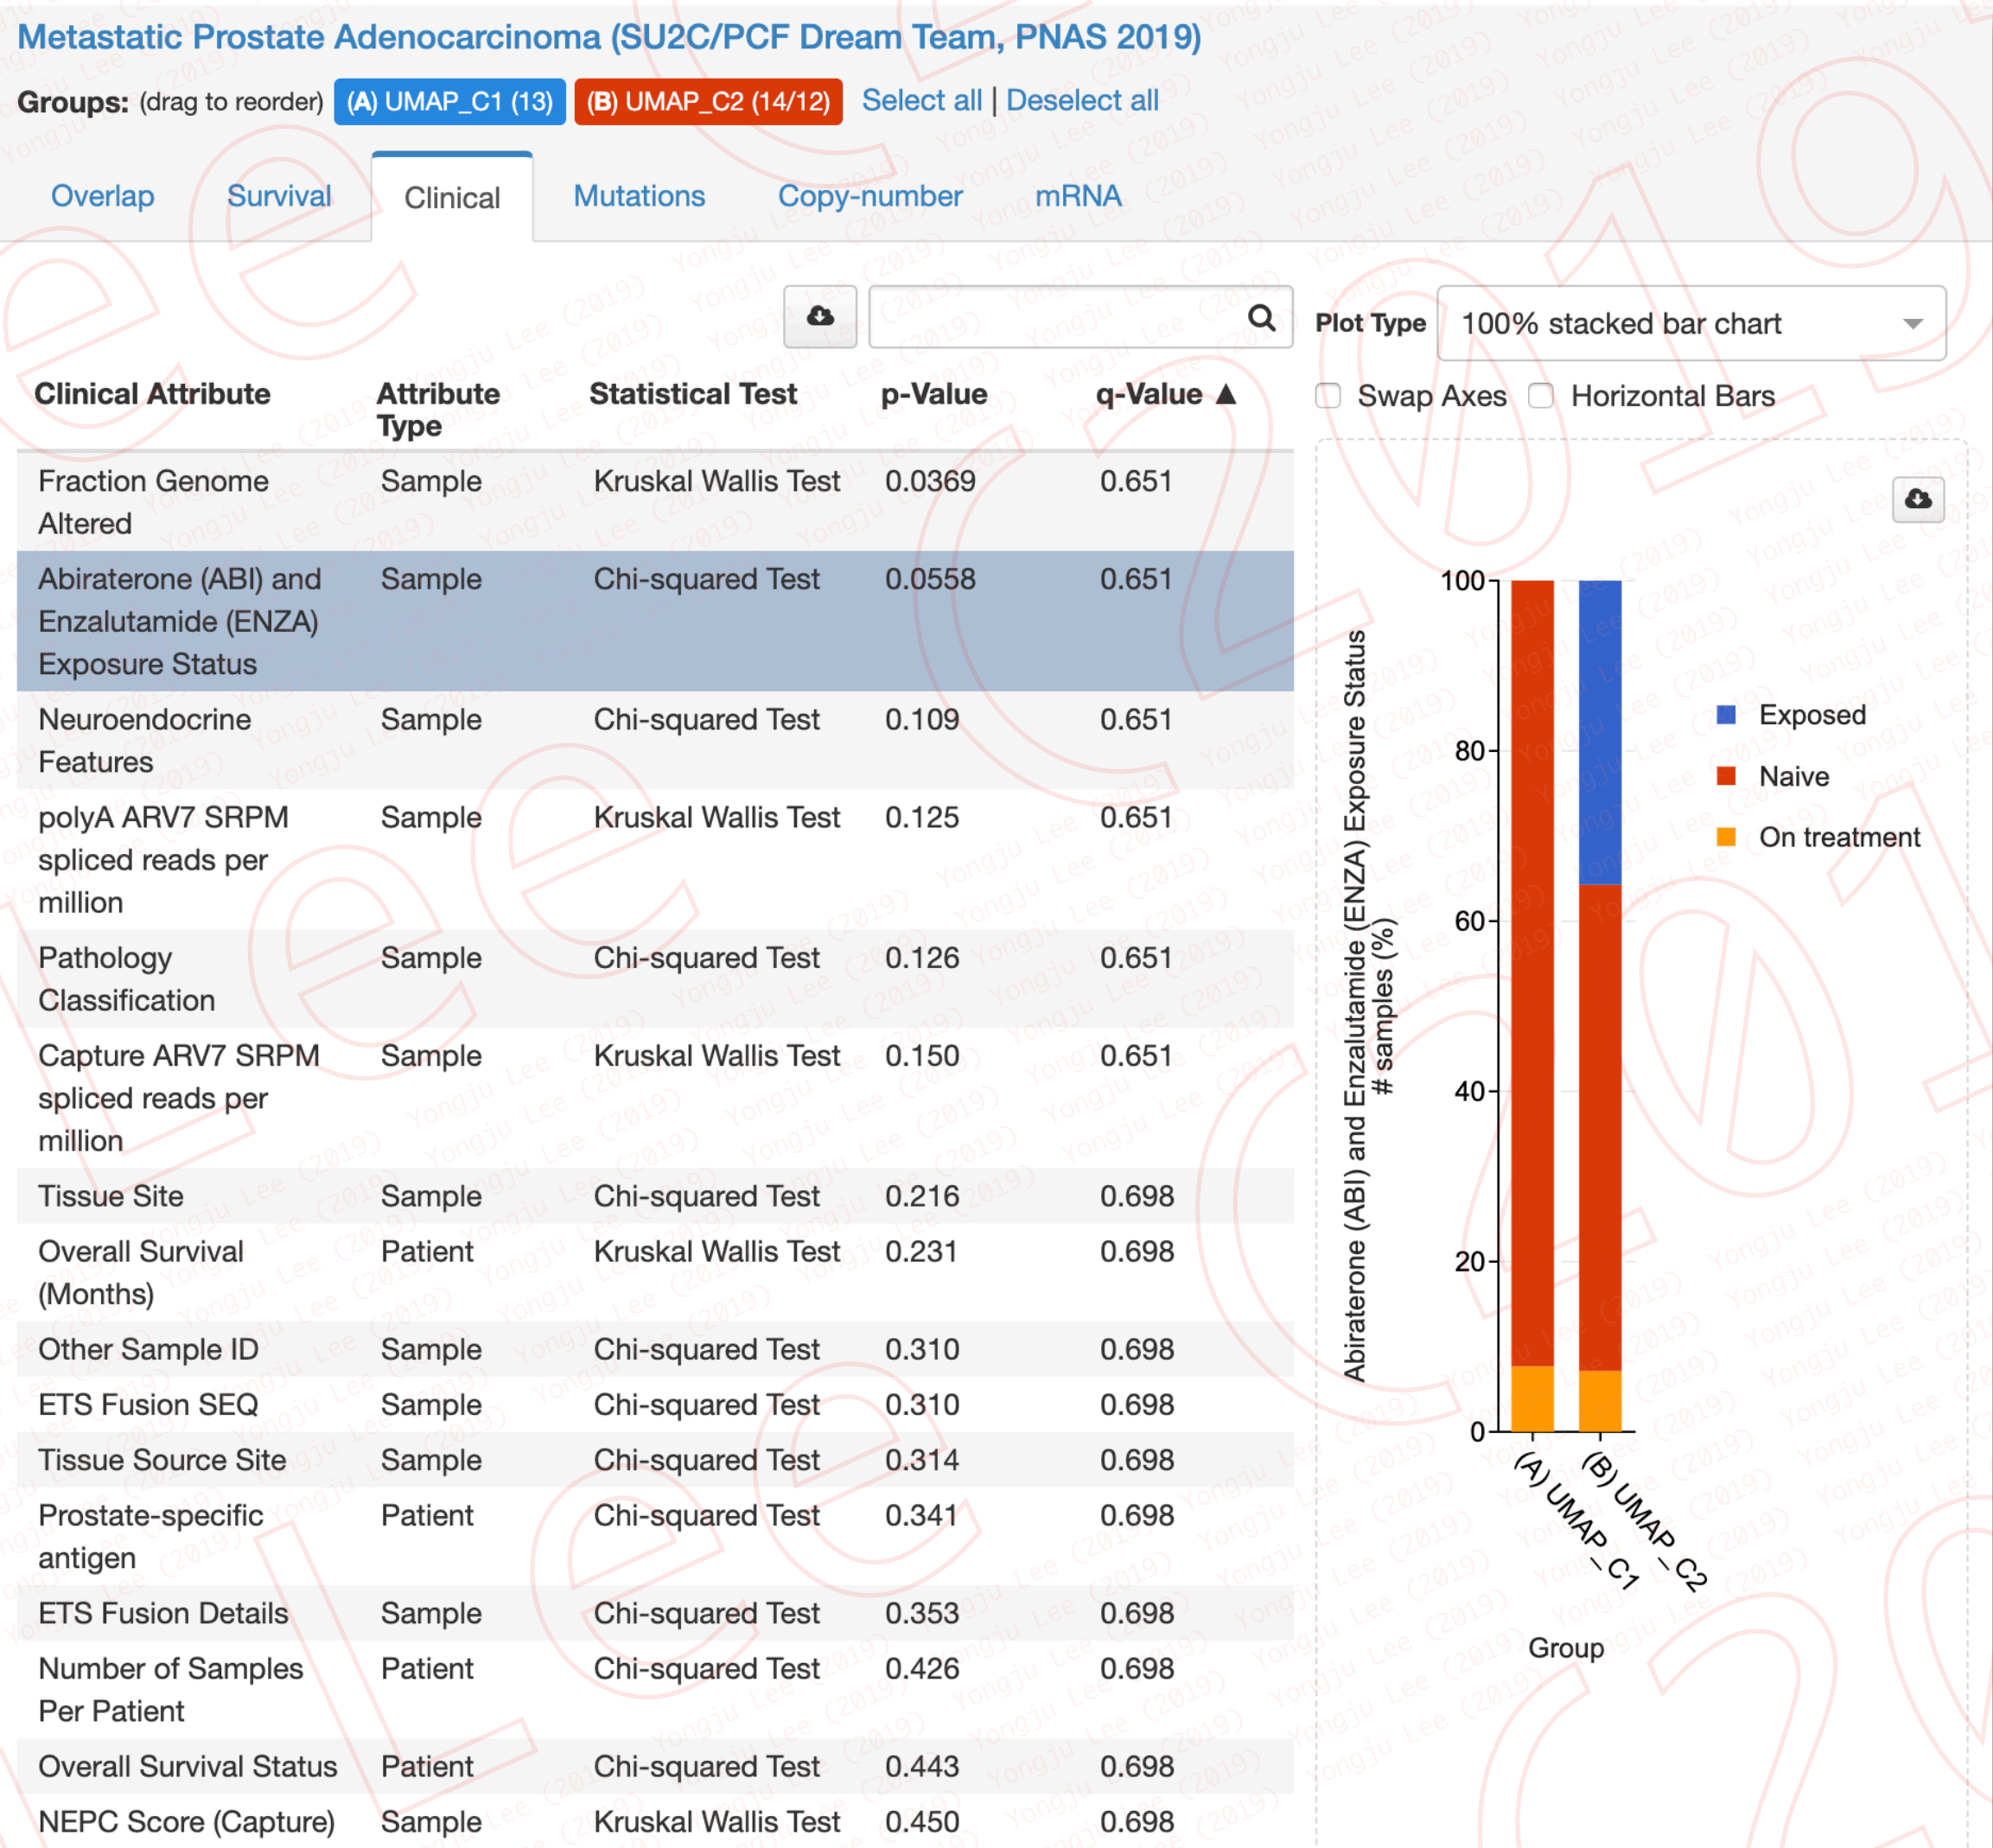 Metastatic Prostate Adenocarcinoma (SU2C/PCF Dream Team, PNAS 2019)
Groups: (drag to reorder) (A) UMAP_C1 (13) (B) UMAP_C2 (14/12) Select all | Deselect all
Overlap Survival Clinical Mutations Copy-number mRNA
Plot Type 100% stacked bar chart
Swap Axes Horizontal Bars
Clinical Attribute Attribute Type Statistical Test p-Value q-Value ▲
Fraction Genome Altered Sample Kruskal Wallis Test 0.0369 0.651
Abiraterone (ABI) and Enzalutamide (ENZA) Exposure Status Sample Chi-squared Test 0.0558 0.651
Neuroendocrine Features Sample Chi-squared Test 0.109 0.651
polyA ARV7 SRPM spliced reads per million Sample Kruskal Wallis Test 0.125 0.651
Pathology Classification Sample Chi-squared Test 0.126 0.651
Capture ARV7 SRPM spliced reads per million Sample Kruskal Wallis Test 0.150 0.651
Tissue Site Sample Chi-squared Test 0.216 0.698
Overall Survival (Months) Patient Kruskal Wallis Test 0.231 0.698
Other Sample ID Sample Chi-squared Test 0.310 0.698
ETS Fusion SEQ Sample Chi-squared Test 0.310 0.698
Tissue Source Site Sample Chi-squared Test 0.314 0.698
Prostate-specific antigen Patient Chi-squared Test 0.341 0.698
ETS Fusion Details Sample Chi-squared Test 0.353 0.698
Number of Samples Per Patient Patient Chi-squared Test 0.426 0.698
Overall Survival Status Patient Chi-squared Test 0.443 0.698
NEPC Score (Capture) Sample Kruskal Wallis Test 0.450 0.698
Abiraterone (ABI) and Enzalutamide (ENZA) Exposure Status
# samples (%)
100
80
60
40
20
0
Exposed
Naive
On treatment
(A) UMAP_C1
(B) UMAP_C2
Group
Yongju Lee (2019)